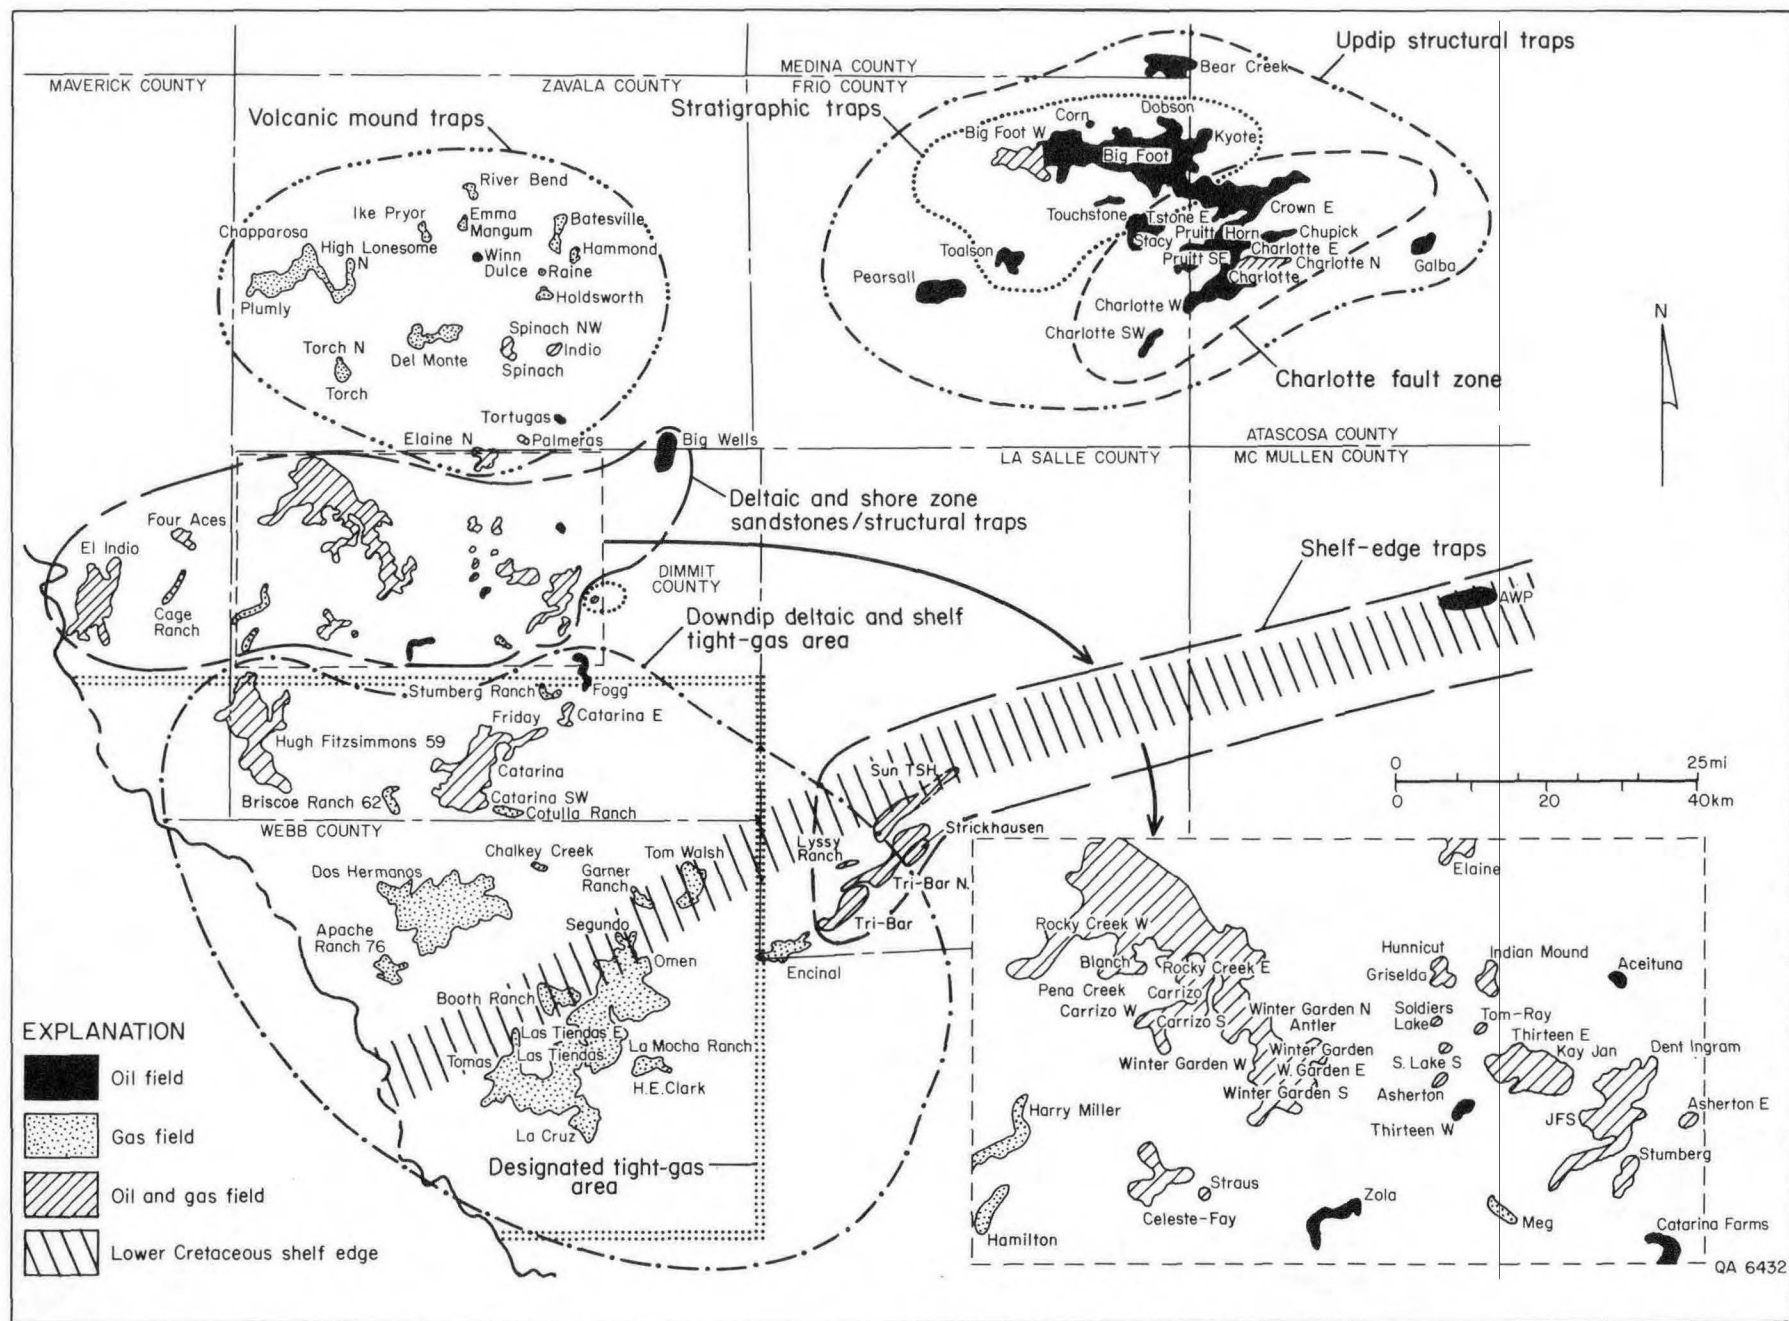 Updip structural traps
MEDINA COUNTY
FRIO COUNTY
Bear Creek
MAVERICK COUNTY
ZAVALA COUNTY
Volcanic mound traps
Stratigraphic traps
Corn
Dobson
Big Foot W
Kyote
Big Foot
River Bend
Ike Pryor
Emma
Mangum
Batesville
Touchstone
T.stone E
Crown E
Chapparosa
High Lonesome
N
Winn
Dulce
Hammond
Raine
Stacy
Pruitt
Horn
Chupick
Toalson
Charlotte E
Pruitt SE
Charlotte N
Galba
Pearsall
Charlotte
Plumly
Holdsworth
Charlotte W
N
Charlotte SW
Torch N
Del Monte
Spinach NW
Indio
Torch
Spinach
Charlotte fault zone
Tortugas
Elaine N
Palmeras
Big Wells
ATASCOSA COUNTY
LA SALLE COUNTY
MC MULLEN COUNTY
Deltaic and shore zone
sandstones/structural traps
Four Aces
El Indio
Shelf-edge traps
DIMMIT
COUNTY
AWP
Cage
Ranch
Downdip deltaic and shelf
tight-gas area
Stumberg Ranch
Fogg
Catarina E
Friday
Hugh Fitzsimmons 59
Catarina
Sun TSH
Briscoe Ranch 62
Catarina SW
Cotulla Ranch
0
25mi
0
20
40km
WEBB COUNTY
Strickhausen
Lyssy
Ranch
Chalkey Creek
Tom Walsh
Dos Hermanos
Garner
Ranch
Tri-Bar N.
Tri-Bar
Segundo
Apache
Ranch 76
Omen
Encinal
Booth Ranch
Las Tiendas E
La Mocha Ranch
Tomas
Las Tiendas
H.E.Clark
La Cruz
Designated tight-gas
area
EXPLANATION
Oil field
Gas field
Oil and gas field
Lower Cretaceous shelf edge
Elaine
Rocky Creek W
Hunnicut
Indian Mound
Blanch
Rocky Creek E
Griselda
Aceituna
Pena Creek
Carrizo
Carrizo W
Winter Garden N
Soldiers
Lake
Tom-Ray
Carrizo S
Antler
Thirteen E
Winter Garden
Kay Jan
Dent Ingram
Winter Garden W
S. Lake S
W. Garden E
Winter Garden S
Asherton
Harry Miller
Asherton E
Thirteen W
JFS
Stumberg
Straus
Celeste-Fay
Zola
Hamilton
Meg
Catarina Farms
QA 6432